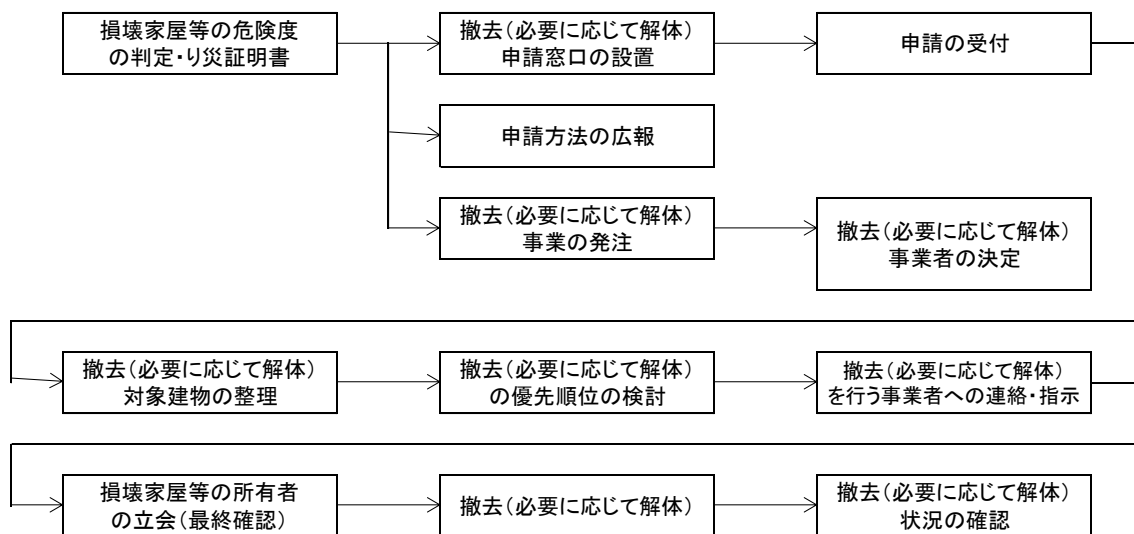 損壊家屋等の危険度
の判定・り災証明書
撤去（必要に応じて解体）
申請窓口の設置
申請の受付
申請方法の広報
撤去（必要に応じて解体）
事業の発注
撤去（必要に応じて解体）
事業者の決定
撤去（必要に応じて解体）
対象建物の整理
撤去（必要に応じて解体）
の優先順位の検討
撤去（必要に応じて解体）
を行う事業者への連絡・指示
損壊家屋等の所有者
の立会（最終確認）
撤去（必要に応じて解体）
撤去（必要に応じて解体）
状況の確認